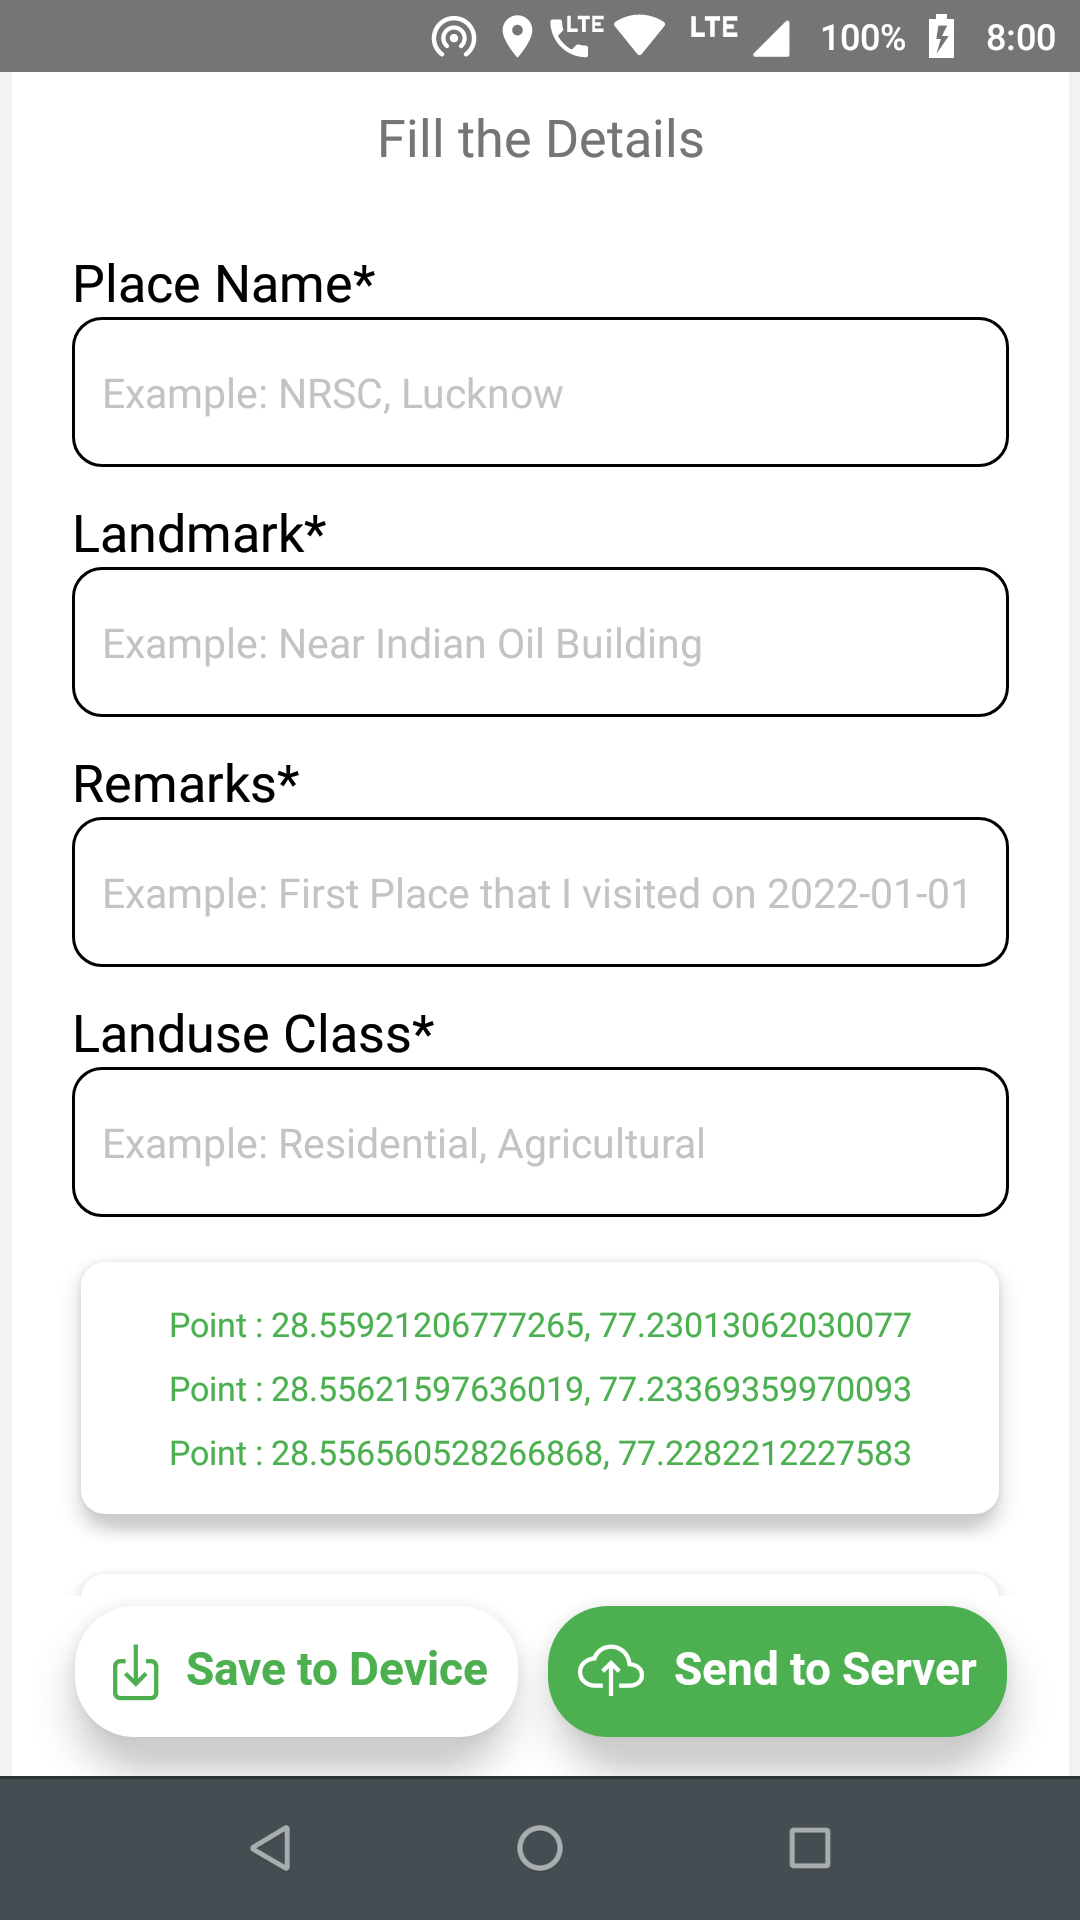 LTE LTE 100% 8:00
Fill the Details
Place Name*
Example: NRSC, Lucknow
Landmark*
Example: Near Indian Oil Building
Remarks*
Example: First Place that I visited on 2022-01-01
Landuse Class*
Example: Residential, Agricultural
Point : 28.55921206777265, 77.23013062030077
Point : 28.55621597636019, 77.23369359970093
Point : 28.556560528266868, 77.2282212227583
Save to Device Send to Server